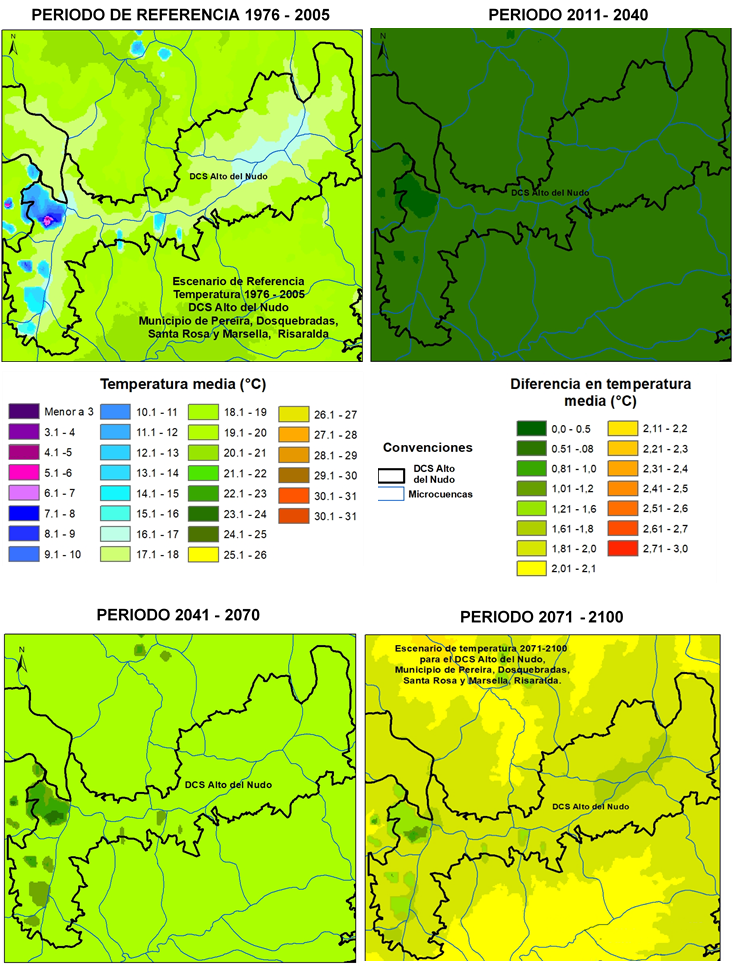 PERIODO DE REFERENCIA 1976 - 2005
PERIODO 2011- 2040
N
N
DCS Alto del Nudo
DCS Alto del Nudo
Escenario de Referencia
Temperatura 1976 - 2005
DCS Alto del Nudo
Municipio de Pereira, Dosquebradas,
Santa Rosa y Marsella, Risaralda
Temperatura media (°C)
Menor a 3
3.1 - 4
4.1 - 5
5.1 -6
6.1 - 7
7.1 - 8
8.1 - 9
9.1 - 10
10.1 - 11
11.1 - 12
12.1 - 13
13.1 - 14
14.1 - 15
15.1 - 16
16.1 - 17
17.1 - 18
18.1 - 19
19.1 - 20
20.1 - 21
21.1 - 22
22.1 - 23
23.1 - 24
24.1 - 25
25.1 - 26
26.1 - 27
27.1 - 28
28.1 - 29
29.1 - 30
30.1 - 31
30.1 - 31
Convenciones
DCS Alto
del Nudo
Microcuencas
Diferencia en temperatura
media (°C)
0,0 - 0.5
0.51 -.08
0.81 - 1,0
1,01 -1,2
1,21 - 1,6
1,61 -1,8
1,81 - 2,0
2,01 - 2,1
2,11 - 2,2
2,21 - 2,3
2,31 - 2,4
2,41 - 2,5
2,51 - 2,6
2,61 - 2,7
2,71 - 3,0
PERIODO 2041 - 2070
PERIODO 2071 - 2100
N
DCS Alto del Nudo
N
Escenario de temperatura 2071-2100
para el DCS Alto del Nudo,
Municipio de Pereira, Dosquebradas,
Santa Rosa y Marsella, Risaralda.
DCS Alto del Nudo